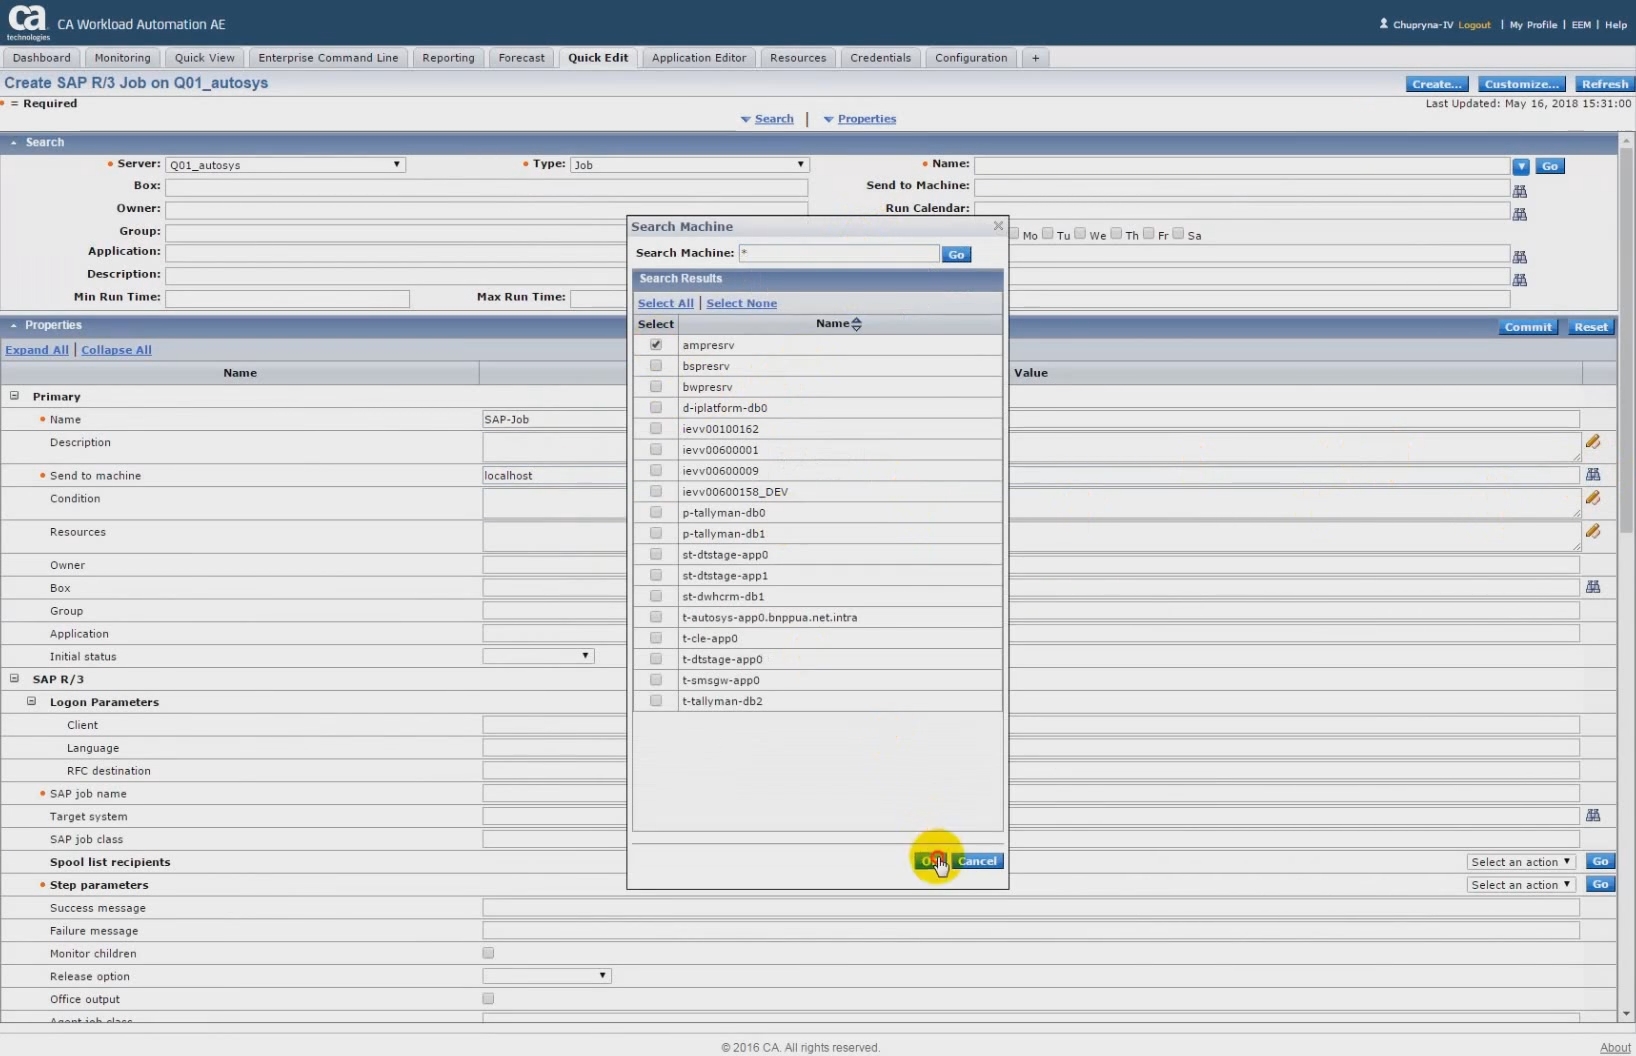 ca
technologies
CA Workload Automation AE
Chupryna-IV Logout | My Profile | EEM | Help
Dashboard Monitoring Quick View Enterprise Command Line Reporting Forecast Quick Edit Application Editor Resources Credentials Configuration +
Create SAP R/3 Job on Q01_autosys
Create... Customize... Refresh
= Required
Last Updated: May 16, 2018 15:31:00
Search | Properties
Search
Server: Q01_autosys Type: Job Name: Go
Box: Send to Machine:
Owner: Run Calendar:
Group: Mo Tu We Th Fr Sa
Application:
Description:
Min Run Time: Max Run Time:
Search Machine
Search Machine: * Go
Search Results
Select All | Select None
Select Name
ampresrv
bspresrv
bwpresrv
d-iplatform-db0
ievv00100162
ievv00600001
ievv00600009
ievv00600158_DEV
p-tallyman-db0
p-tallyman-db1
st-dtstage-app0
st-dtstage-app1
st-dwhcrm-db1
t-autosys-app0.bnppua.net.intra
t-cle-app0
t-dtstage-app0
t-smsgw-app0
t-tallyman-db2
Cancel
Properties
Commit Reset
Expand All | Collapse All
Name Value
Primary
Name SAP-Job
Description
Send to machine localhost
Condition
Resources
Owner
Box
Group
Application
Initial status
SAP R/3
Logon Parameters
Client
Language
RFC destination
SAP job name
Target system
SAP job class
Spool list recipients Select an action Go
Step parameters Select an action Go
Success message
Failure message
Monitor children
Release option
Office output
Agent job class
© 2016 CA. All rights reserved.
About